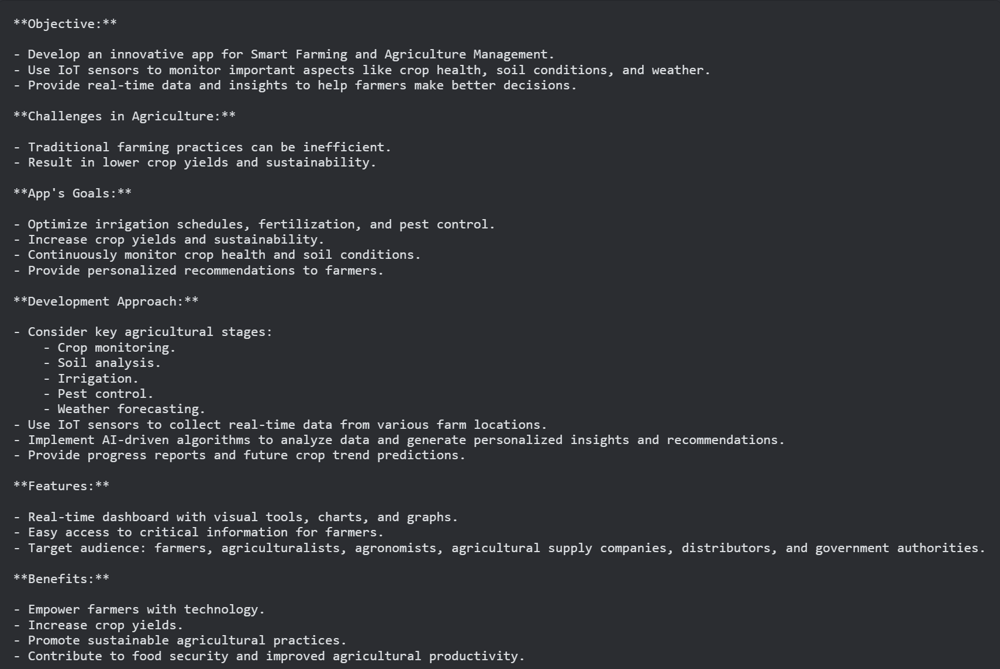 **Objective:**
- Develop an innovative app for Smart Farming and Agriculture Management.
- Use IoT sensors to monitor important aspects like crop health, soil conditions, and weather.
- Provide real-time data and insights to help farmers make better decisions.
**Challenges in Agriculture:**
- Traditional farming practices can be inefficient.
- Result in lower crop yields and sustainability.
**App's Goals:**
- Optimize irrigation schedules, fertilization, and pest control.
- Increase crop yields and sustainability.
- Continuously monitor crop health and soil conditions.
- Provide personalized recommendations to farmers.
**Development Approach:**
- Consider key agricultural stages:
    - Crop monitoring.
    - Soil analysis.
    - Irrigation.
    - Pest control.
    - Weather forecasting.
- Use IoT sensors to collect real-time data from various farm locations.
- Implement AI-driven algorithms to analyze data and generate personalized insights and recommendations.
- Provide progress reports and future crop trend predictions.
**Features:**
- Real-time dashboard with visual tools, charts, and graphs.
- Easy access to critical information for farmers.
- Target audience: farmers, agriculturalists, agronomists, agricultural supply companies, distributors, and government authorities.
**Benefits:**
- Empower farmers with technology.
- Increase crop yields.
- Promote sustainable agricultural practices.
- Contribute to food security and improved agricultural productivity.